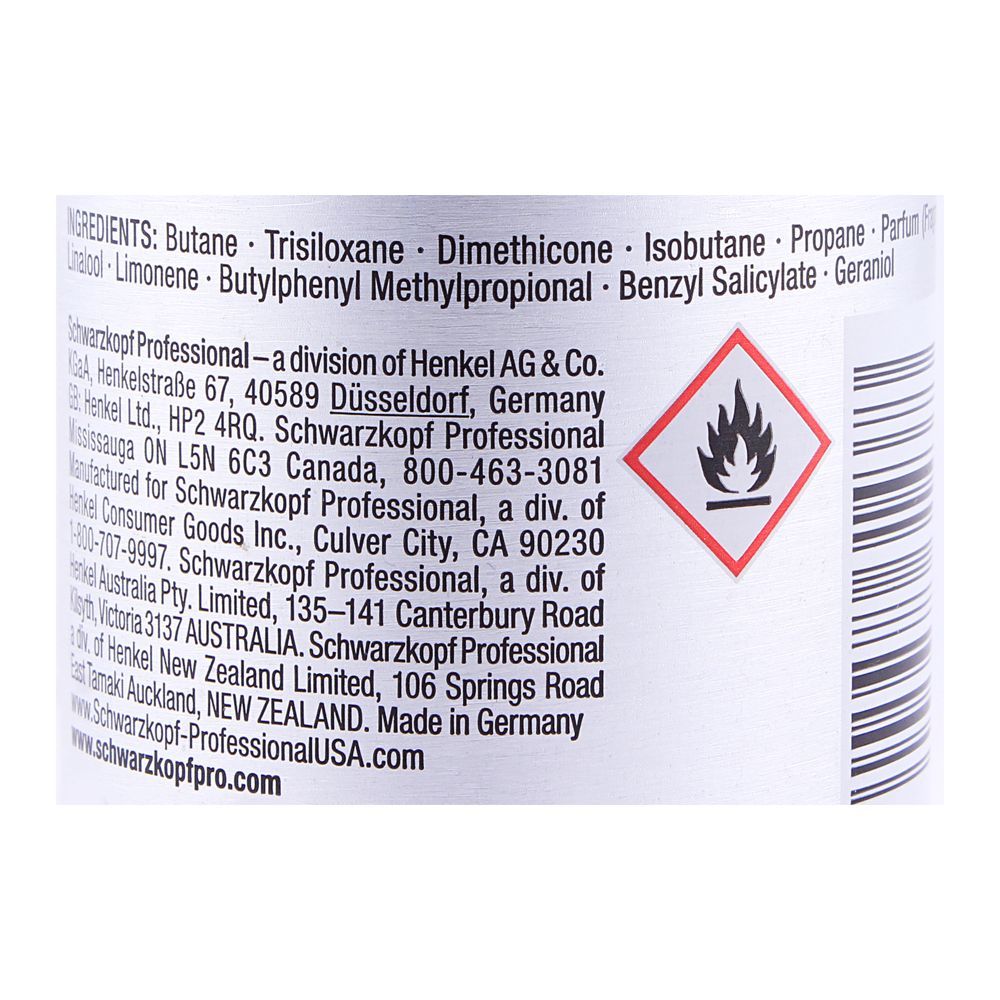 INGREDIENTS: Butane · Trisiloxane · Dimethicone · Isobutane · Propane · Parfum
Linalool · Limonene · Butylphenyl Methylpropional · Benzyl Salicylate · Geraniol
Schwarzkopf Professional – a division of Henkel AG & Co.
KGaA, Henkelstraße 67, 40589 Düsseldorf, Germany
GB: Henkel Ltd., HP2 4RQ. Schwarzkopf Professional
Mississauga ON L5N 6C3 Canada, 800-463-3081
Manufactured for Schwarzkopf Professional, a div. of
Henkel Consumer Goods Inc., Culver City, CA 90230
1-800-707-9997. Schwarzkopf Professional, a div. of
Henkel Australia Pty. Limited, 135–141 Canterbury Road
Kilsyth, Victoria 3137 AUSTRALIA. Schwarzkopf Professional
a div. of Henkel New Zealand Limited, 106 Springs Road
East Tamaki Auckland, NEW ZEALAND. Made in Germany
www.Schwarzkopf-ProfessionalUSA.com
www.schwarzkopfpro.com